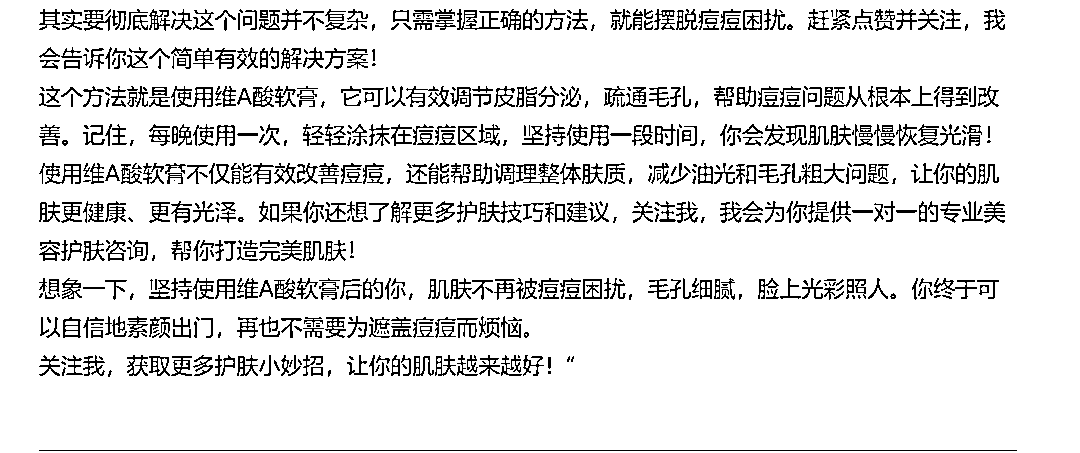 其实要彻底解决这个问题并不复杂，只需掌握正确的方法，就能摆脱痘痘困扰。赶紧点赞并关注，我
会告诉你这个简单有效的解决方案！
这个方法就是使用维A酸软膏，它可以有效调节皮脂分泌，疏通毛孔，帮助痘痘问题从根本上得到改
善。记住，每晚使用一次，轻轻涂抹在痘痘区域，坚持使用一段时间，你会发现肌肤慢慢恢复光滑！
使用维A酸软膏不仅能有效改善痘痘，还能帮助调理整体肤质，减少油光和毛孔粗大问题，让你的肌
肤更健康、更有光泽。如果你还想了解更多护肤技巧和建议，关注我，我会为你提供一对一的专业美
容护肤咨询，帮你打造完美肌肤！
想象一下，坚持使用维A酸软膏后的你，肌肤不再被痘痘困扰，毛孔细腻，脸上光彩照人。你终于可
以自信地素颜出门，再也不需要为遮盖痘痘而烦恼。
关注我，获取更多护肤小妙招，让你的肌肤越来越好！“